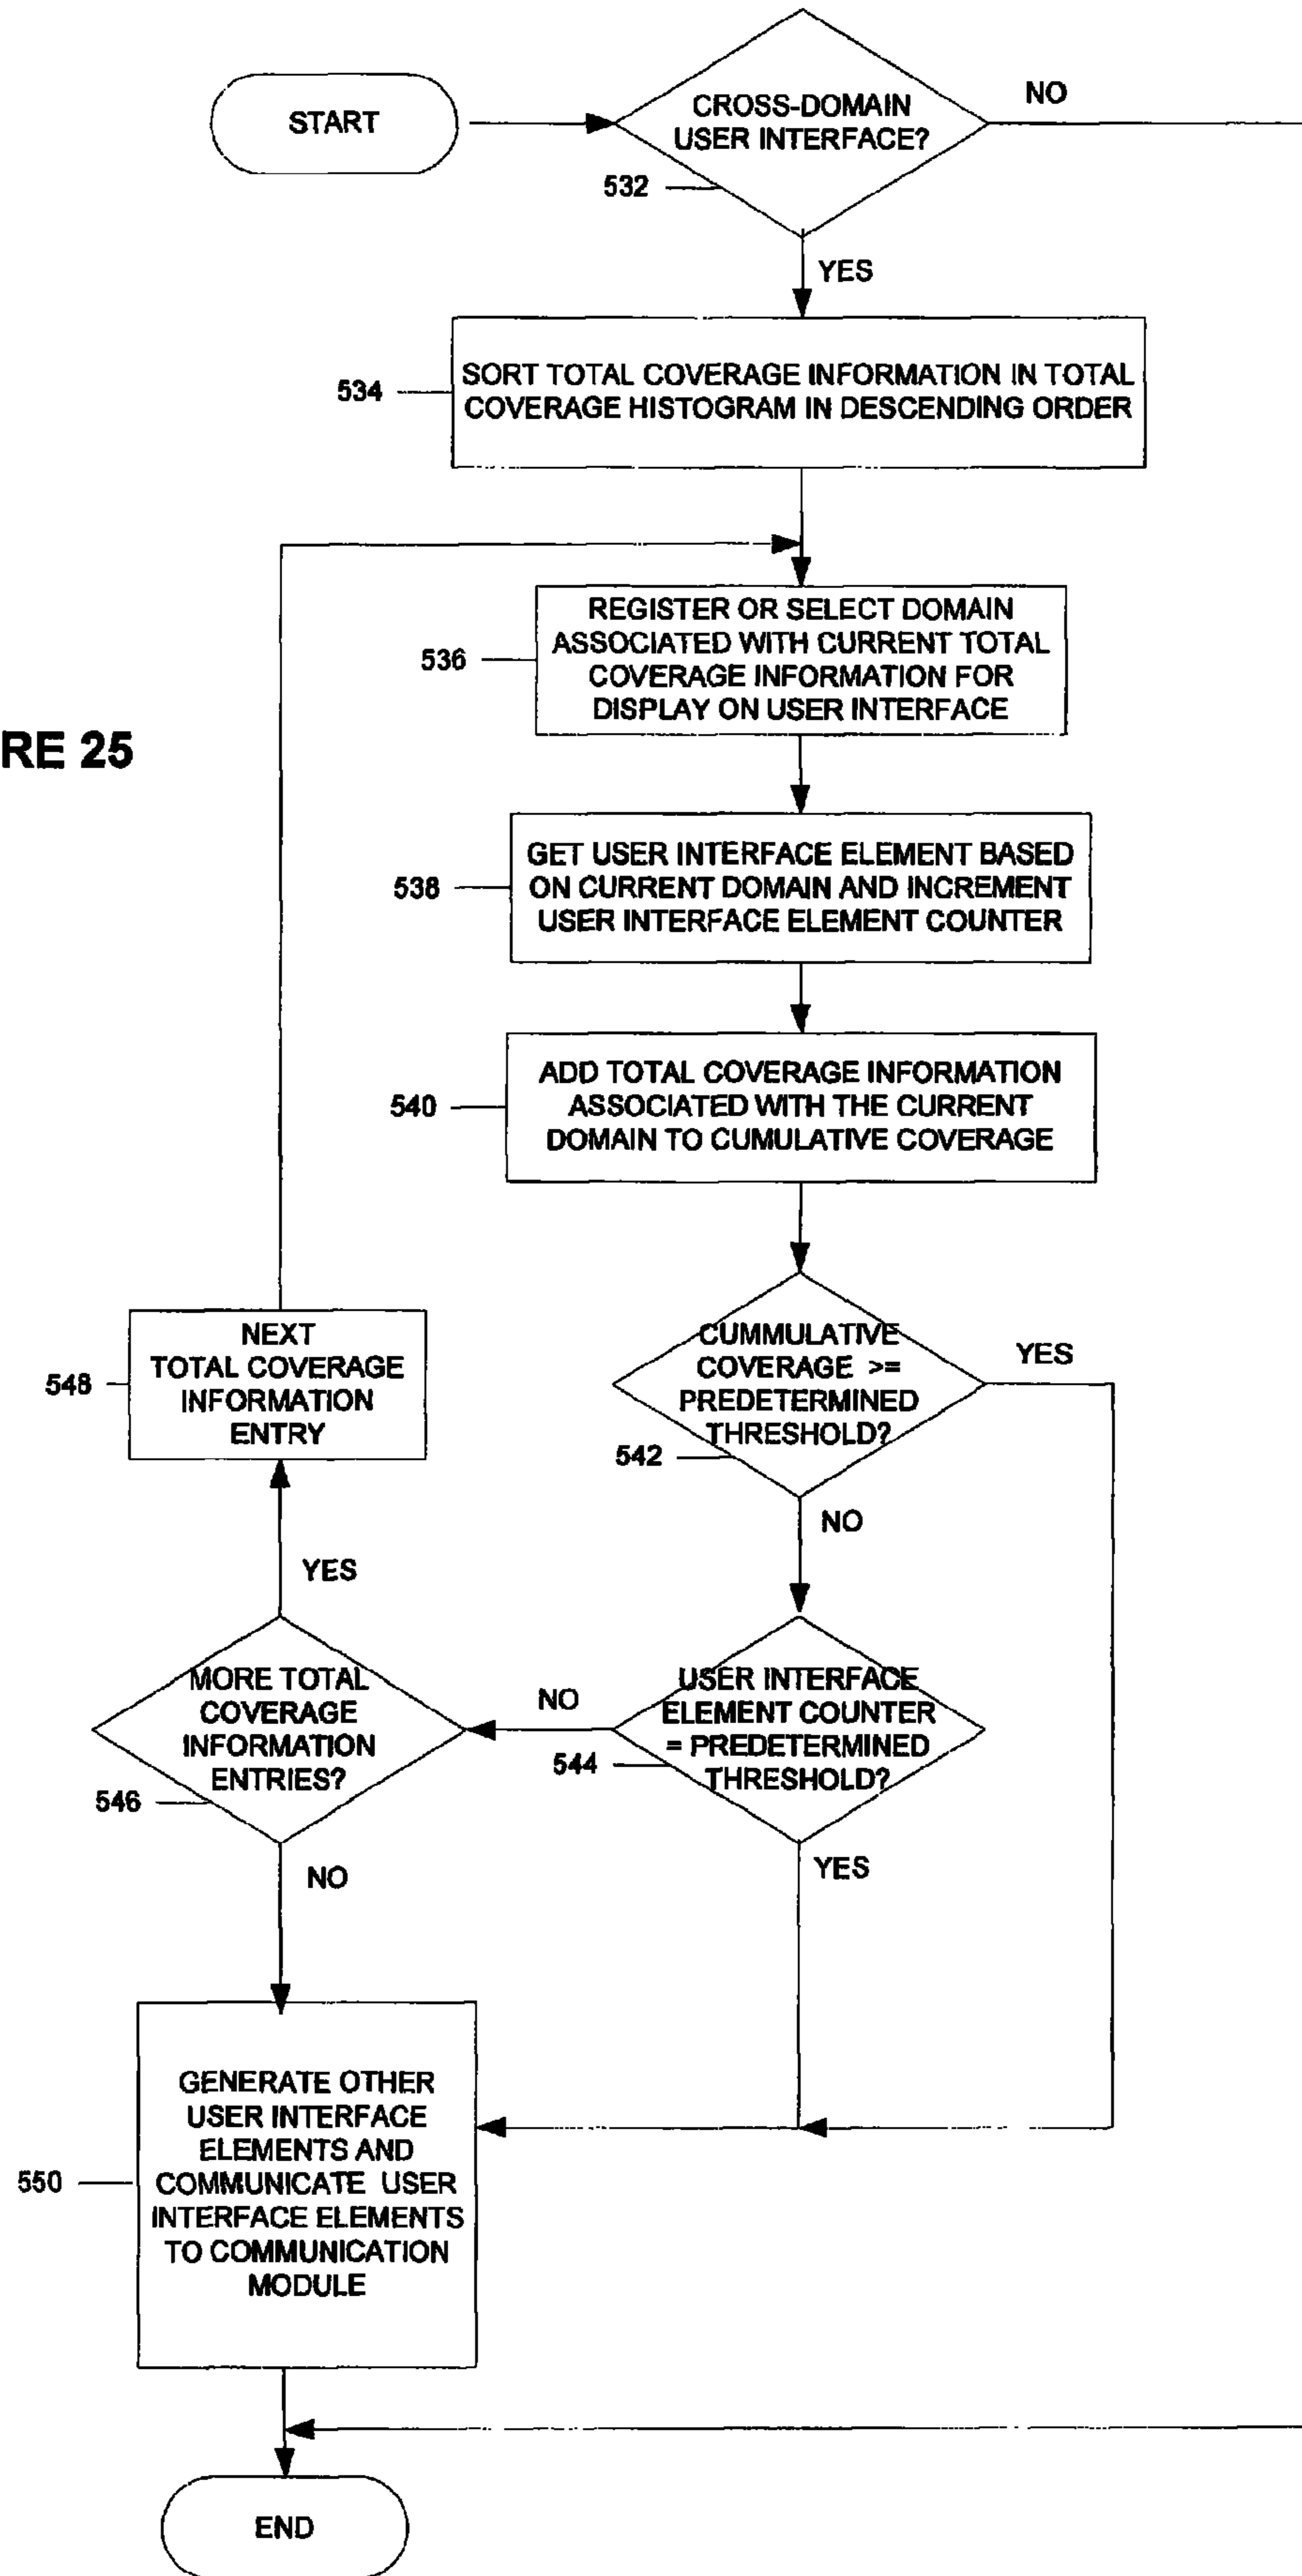 START
CROSS-DOMAIN
USER INTERFACE?
NO
532
YES
534
SORT TOTAL COVERAGE INFORMATION IN TOTAL
COVERAGE HISTOGRAM IN DESCENDING ORDER
536
REGISTER OR SELECT DOMAIN
ASSOCIATED WITH CURRENT TOTAL
COVERAGE INFORMATION FOR
DISPLAY ON USER INTERFACE
RE 25
538
GET USER INTERFACE ELEMENT BASED
ON CURRENT DOMAIN AND INCREMENT
USER INTERFACE ELEMENT COUNTER
540
ADD TOTAL COVERAGE INFORMATION
ASSOCIATED WITH THE CURRENT
DOMAIN TO CUMULATIVE COVERAGE
548
NEXT
TOTAL COVERAGE
INFORMATION
ENTRY
CUMMULATIVE
COVERAGE >=
PREDETERMINED
THRESHOLD?
YES
542
NO
YES
MORE TOTAL
COVERAGE
INFORMATION
ENTRIES?
546
NO
USER INTERFACE
ELEMENT COUNTER
= PREDETERMINED
THRESHOLD?
544
YES
NO
550
GENERATE OTHER
USER INTERFACE
ELEMENTS AND
COMMUNICATE USER
INTERFACE ELEMENTS
TO COMMUNICATION
MODULE
END